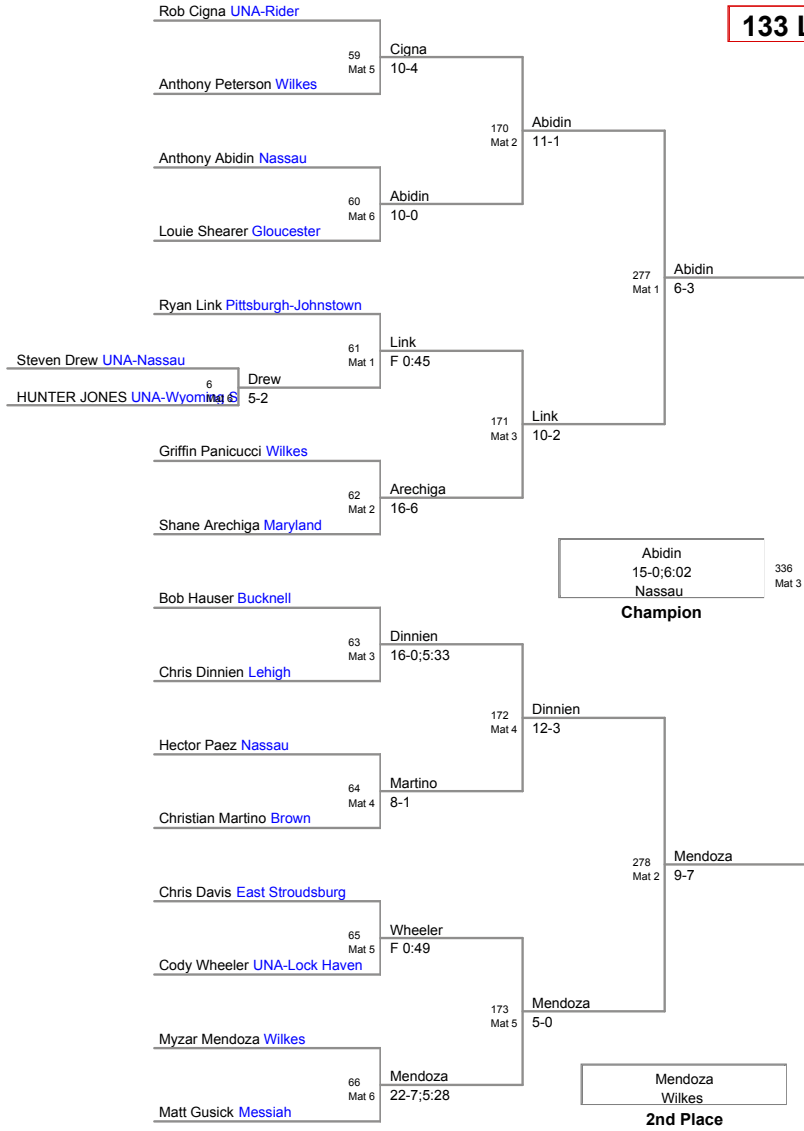 Rob Cigna UNA-Rider
133 L
59
Mat 5
Cigna
10-4
Anthony Peterson Wilkes
170
Mat 2
Abidin
11-1
Anthony Abidin Nassau
60
Mat 6
Abidin
10-0
Louie Shearer Gloucester
277
Mat 1
Abidin
6-3
Ryan Link Pittsburgh-Johnstown
61
Mat 1
Link
F 0:45
Steven Drew UNA-Nassau
6
Mat 6
Drew
5-2
HUNTER JONES UNA-Wyoming S
171
Mat 3
Link
10-2
Griffin Panicucci Wilkes
62
Mat 2
Arechiga
16-6
Shane Arechiga Maryland
Abidin
15-0;6:02
Nassau
336
Mat 3
Champion
Bob Hauser Bucknell
63
Mat 3
Dinnien
16-0;5:33
Chris Dinnien Lehigh
172
Mat 4
Dinnien
12-3
Hector Paez Nassau
64
Mat 4
Martino
8-1
Christian Martino Brown
278
Mat 2
Mendoza
9-7
Chris Davis East Stroudsburg
65
Mat 5
Wheeler
F 0:49
Cody Wheeler UNA-Lock Haven
173
Mat 5
Mendoza
5-0
Myzar Mendoza Wilkes
66
Mat 6
Mendoza
22-7;5:28
Matt Gusick Messiah
Mendoza
Wilkes
2nd Place